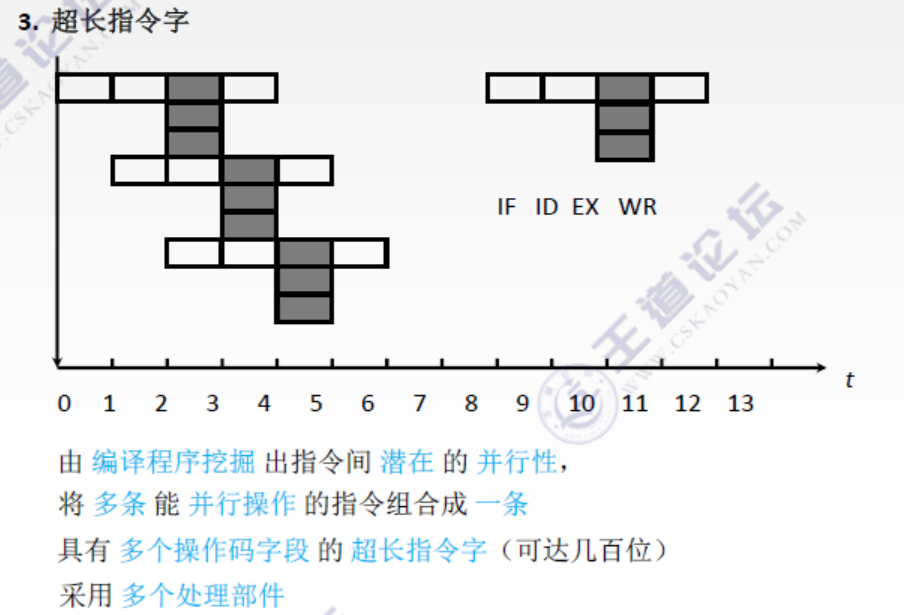 3. 超长指令字
IF ID EX WR
t
0 1 2 3 4 5 6 7 8 9 10 11 12 13
由 编译程序挖掘 出指令间 潜在 的 并行性，
将 多条 能 并行操作 的指令组合成 一条
具有 多个操作码字段 的 超长指令字（可达几百位）
采用 多个处理部件
王道论坛
WWW.CSKAOYAN.COM